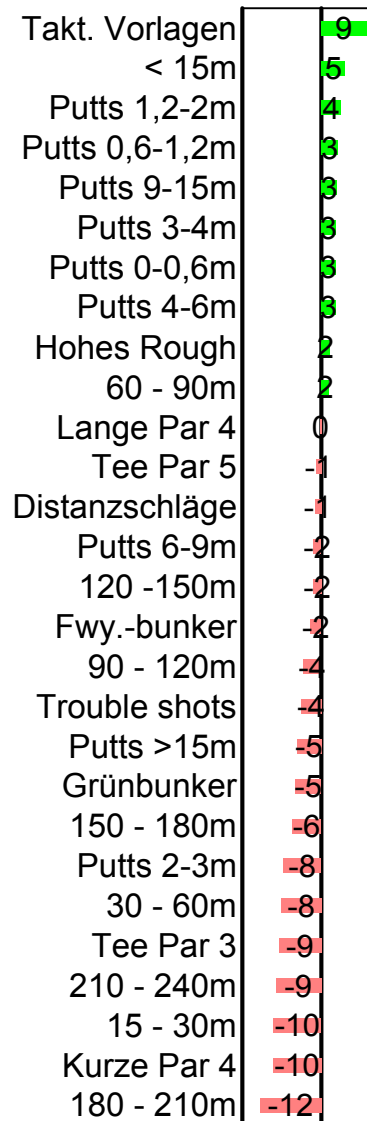 Takt. Vorlagen 9
< 15m 5
Putts 1,2-2m 4
Putts 0,6-1,2m 3
Putts 9-15m 3
Putts 3-4m 3
Putts 0-0,6m 3
Putts 4-6m 3
Hohes Rough 2
60 - 90m 2
Lange Par 4 0
Tee Par 5 -1
Distanzschläge -1
Putts 6-9m -2
120 -150m -2
Fwy.-bunker -2
90 - 120m -4
Trouble shots -4
Putts >15m -5
Grünbunker -5
150 - 180m -6
Putts 2-3m -8
30 - 60m -8
Tee Par 3 -9
210 - 240m -9
15 - 30m -10
Kurze Par 4 -10
180 - 210m -12